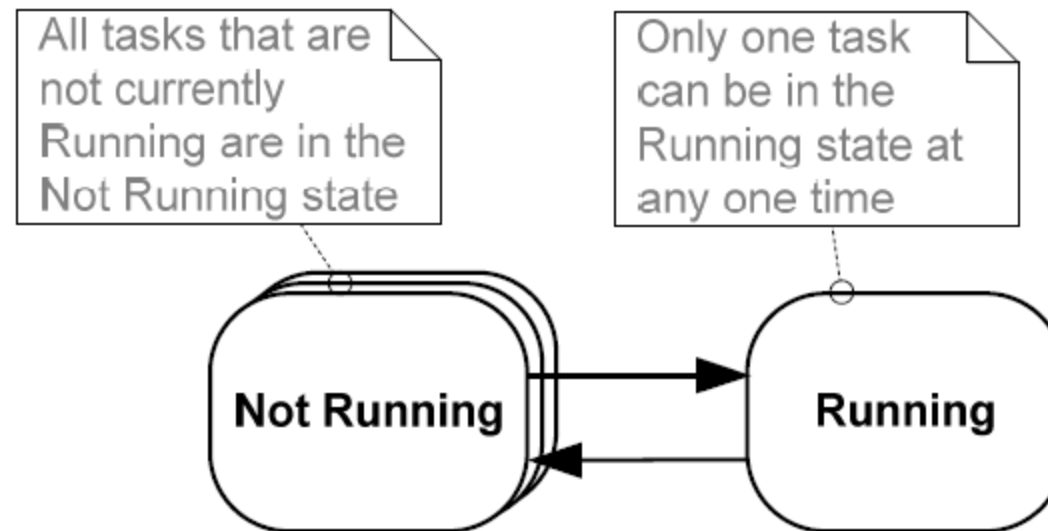 All tasks that are
not currently
Running are in the
Not Running state
Only one task
can be in the
Running state at
any one time
Not Running
Running